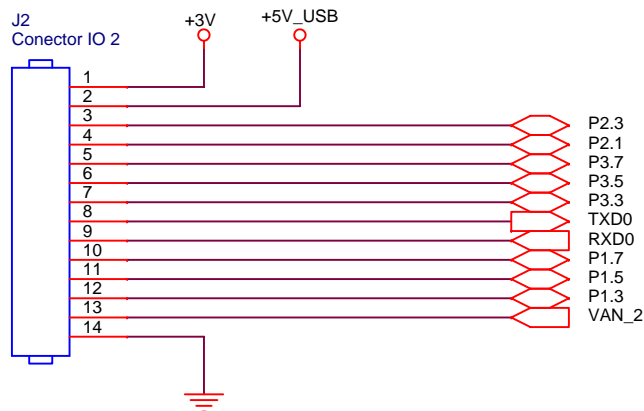 J2
Conector IO 2
+3V
+5V_USB
1
2
3
P2.3
4
P2.1
5
P3.7
6
P3.5
7
P3.3
8
TXD0
9
RXD0
10
P1.7
11
P1.5
12
P1.3
13
VAN_2
14